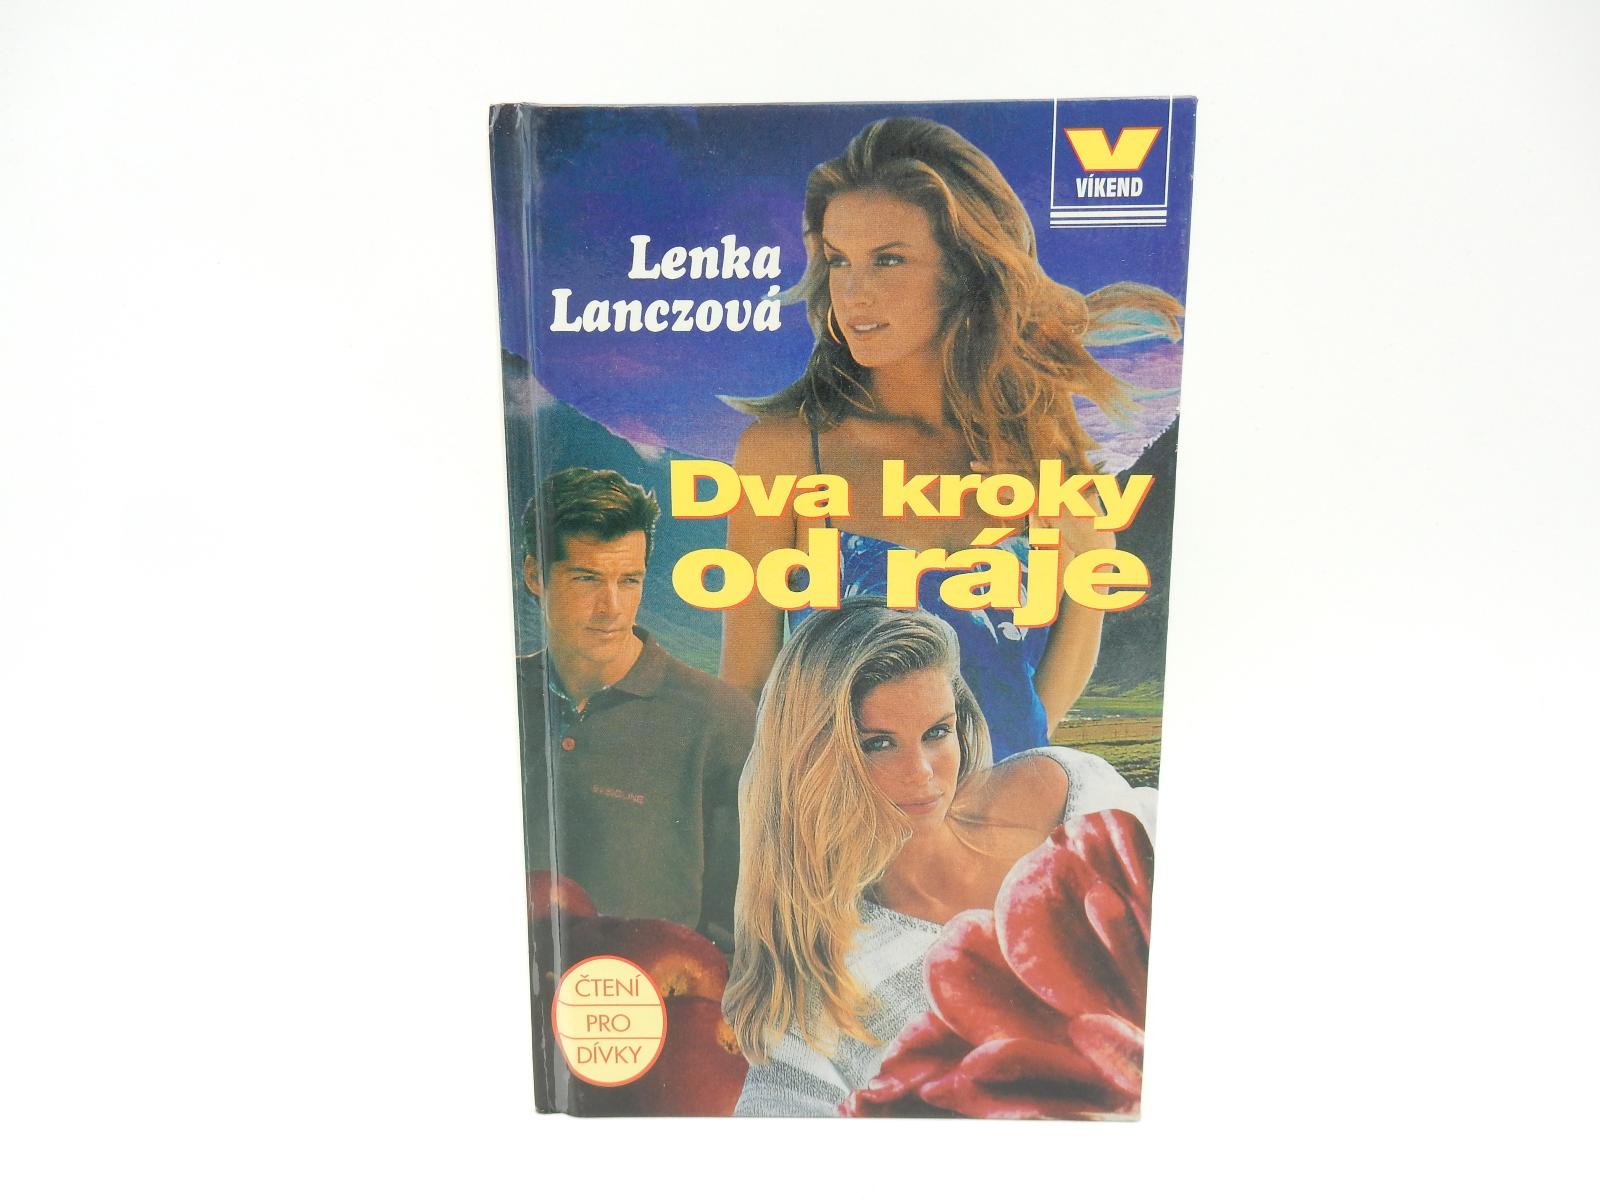 VÍKEND
Lenka
Lanczová
Dva kroky
od ráje
ČTENÍ
PRO
DÍVKY